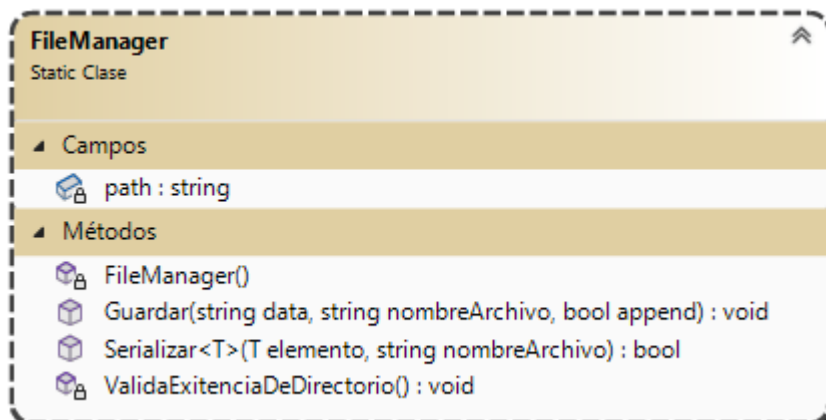 FileManager
Static Clase
Campos
path : string
Métodos
FileManager()
Guardar(string data, string nombreArchivo, bool append) : void
Serializar<T>(T elemento, string nombreArchivo) : bool
ValidaExitenciaDeDirectorio() : void